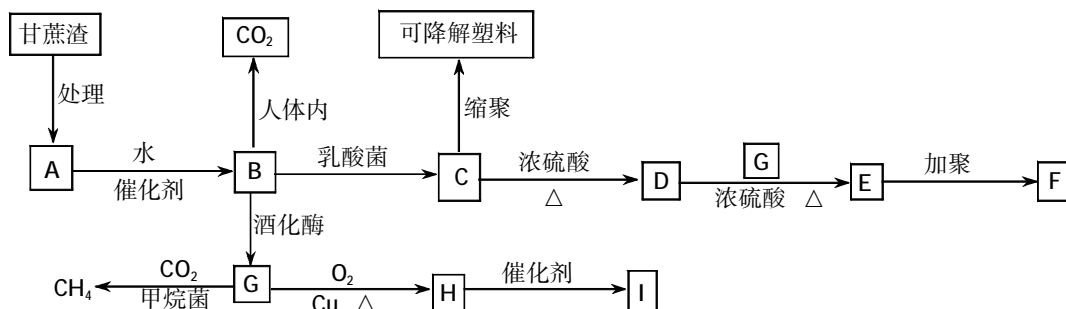 甘蔗渣
CO₂
可降解塑料
处理
人体内
缩聚
A
水
催化剂
B
乳酸菌
C
浓硫酸
△
D
G
浓硫酸 △
E
加聚
F
酒化酶
CH₄
CO₂
甲烷菌
G
O₂
Cu △
H
催化剂
I